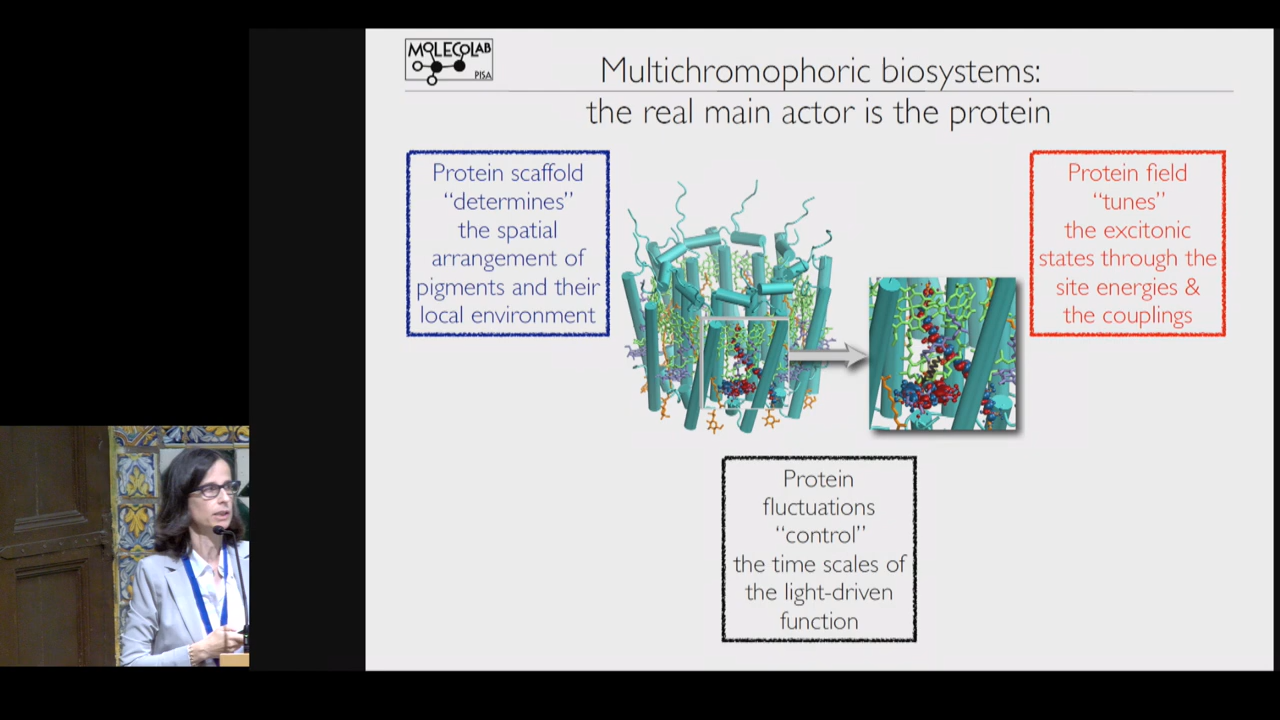 MOLECOLAB
PISA
Multichromophoric biosystems:
the real main actor is the protein
Protein scaffold
“determines”
the spatial
arrangement of
pigments and their
local environment
Protein field
“tunes”
the excitonic
states through the
site energies &
the couplings
Protein
fluctuations
“control”
the time scales of
the light-driven
function